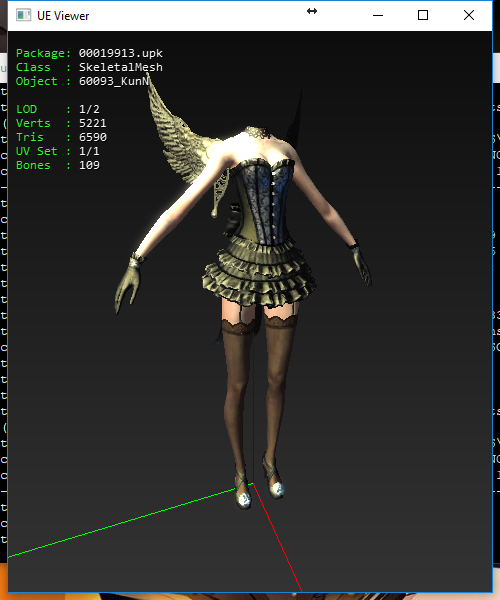 UE Viewer
Package: 00019913.upk
Class : SkeletalMesh
Object : 60093_KunN
LOD : 1/2
Verts : 5221
Tris : 6590
UV Set : 1/1
Bones : 109